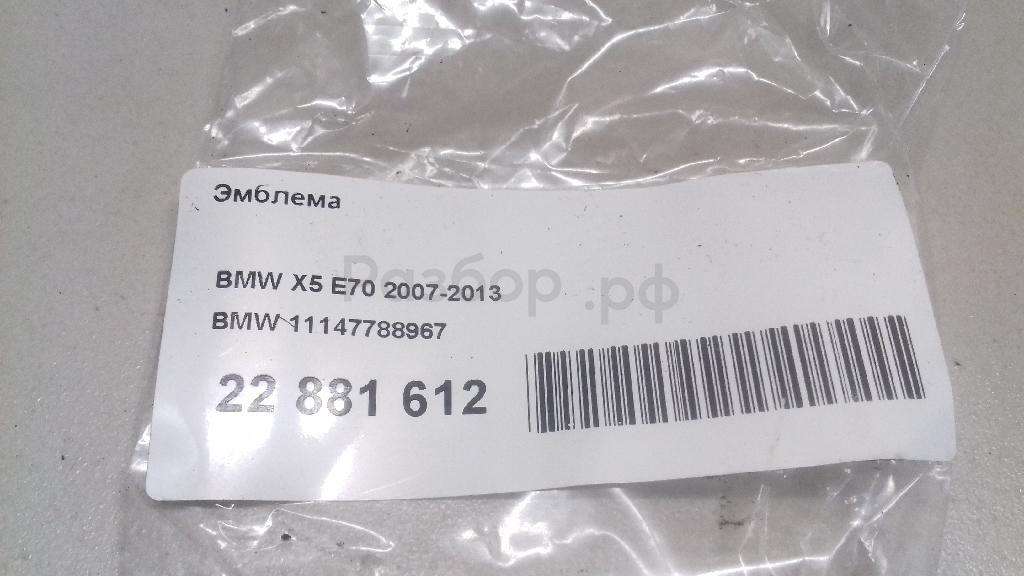 Эмблема
BMW X5 E70 2007-2013
Разбор.рф
BMW 11147788967
22 881 612